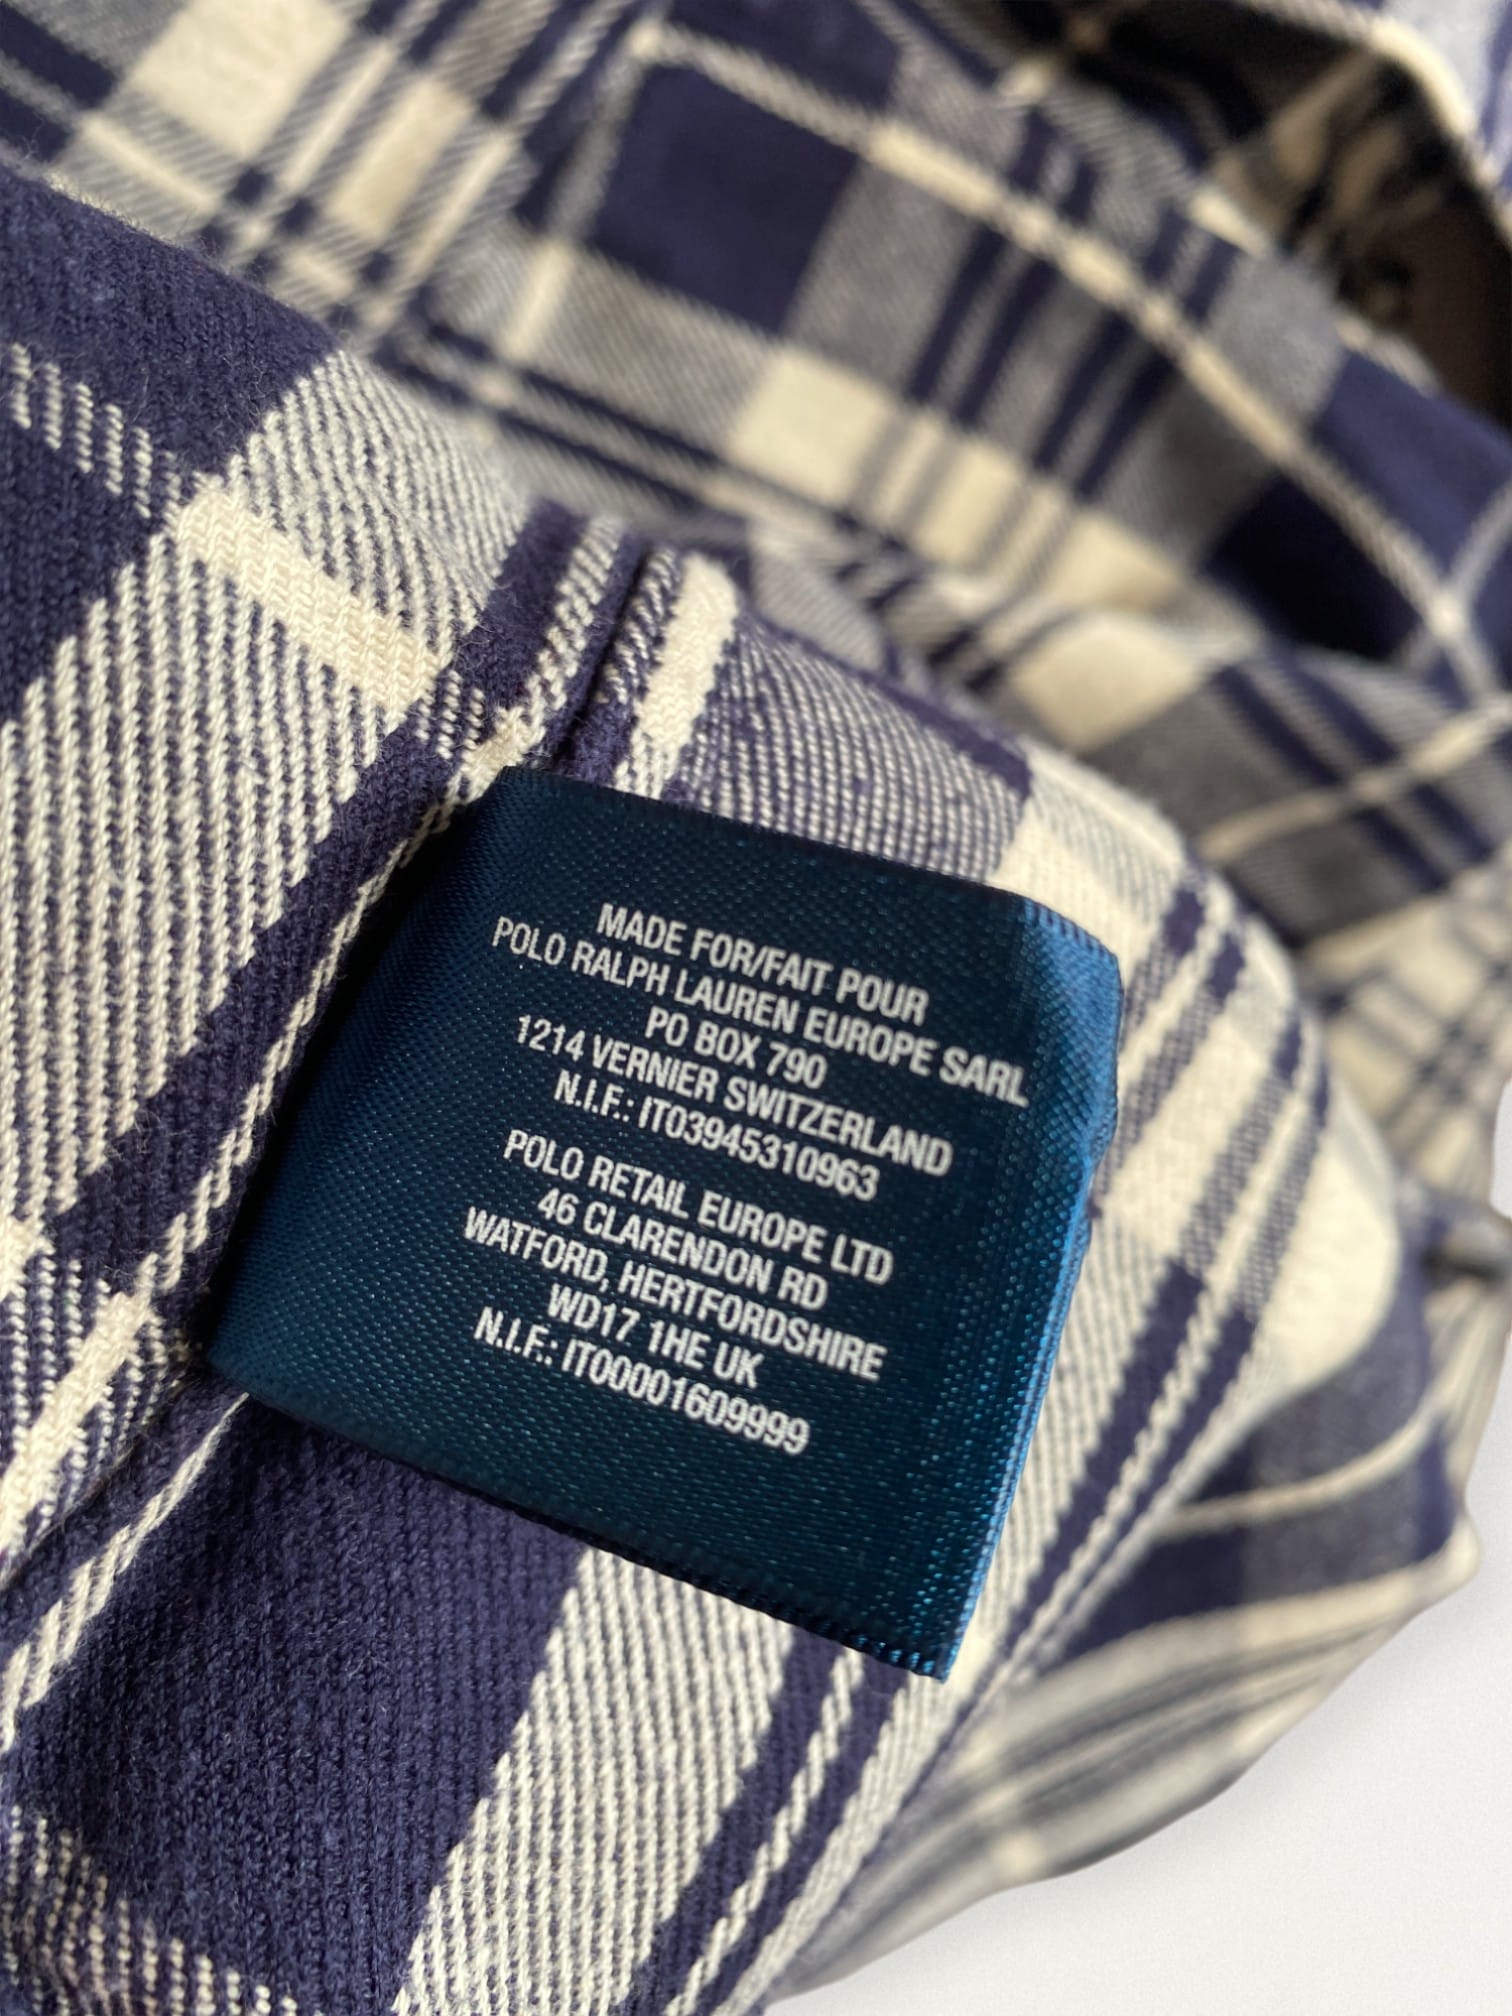 MADE FOR/FAIT POUR
POLO RALPH LAUREN EUROPE SARL
PO BOX 790
1214 VERNIER SWITZERLAND
N.I.F.: IT03945310963
POLO RETAIL EUROPE LTD
46 CLARENDON RD
WATFORD, HERTFORDSHIRE
WD17 1HE UK
N.I.F.: IT00001609999